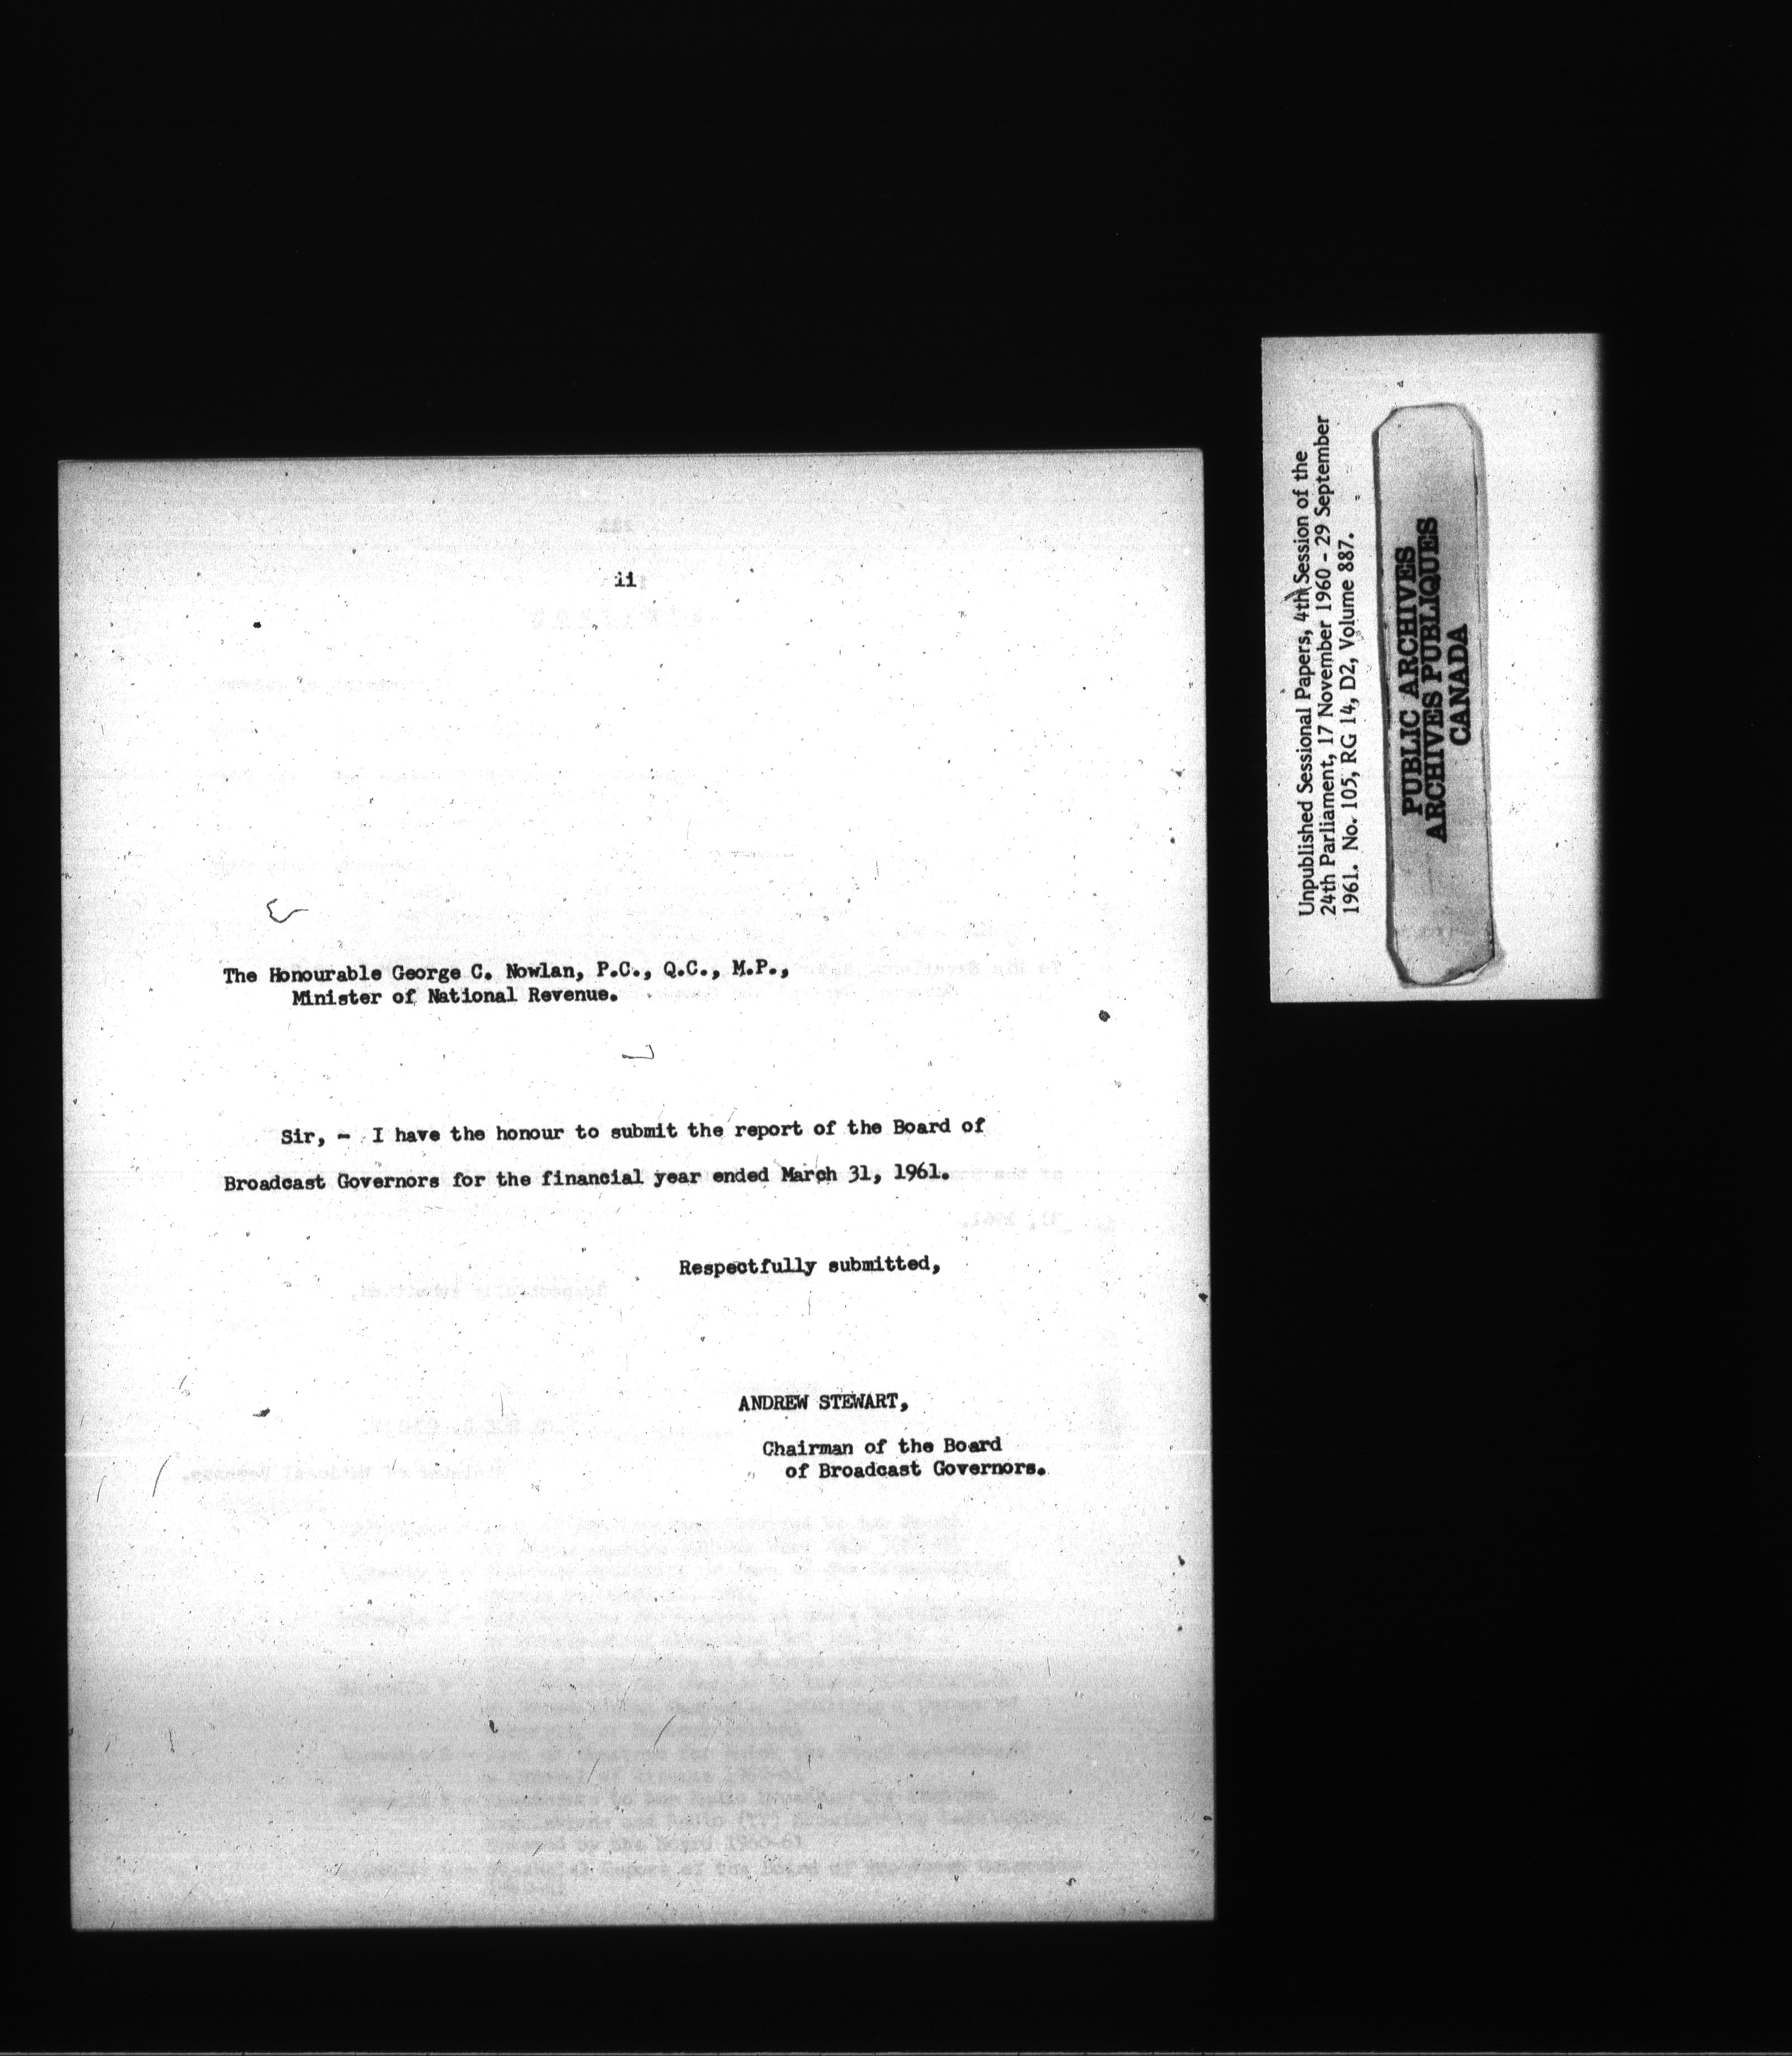 ii
The Honourable George C. Nowlan, P.C., Q.C., M.P.,
Minister of National Revenue.
Sir, - I have the honour to submit the report of the Board of
Broadcast Governors for the financial year ended March 31, 1961.
Respectfully submitted,
ANDREW STEWART,
Chairman of the Board
of Broadcast Governors.
Unpublished Sessional Papers, 4th Session of the
24th Parliament, 17 November 1960 - 29 September
1961. No. 105, RG 14, D2, Volume 887.
PUBLIC ARCHIVES
ARCHIVES PUBLIQUES
CANADA